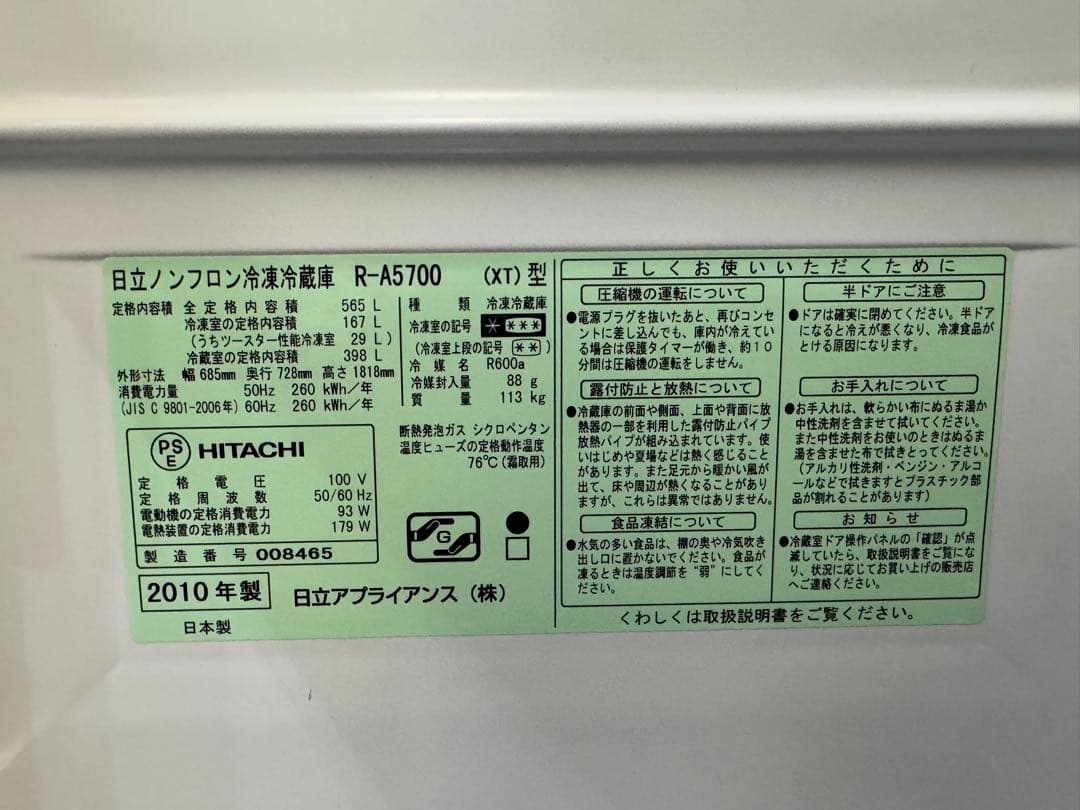 日立ノンフロン冷凍冷蔵庫 R-A5700 (XT) 型
定格内容積 全定格内容積 565 L
冷凍室の定格内容積 167 L
(うちツースター性能冷凍室 29 L)
冷蔵室の定格内容積 398 L
外形寸法 幅 685mm 奥行 728mm 高さ 1818mm
消費電力量 50Hz 260 kWh/年
(JIS C 9801-2006年) 60Hz 260 kWh/年
種類 冷凍冷蔵庫
冷凍室の記号 * ***
(冷凍室上段の記号 **)
冷媒名 R600a
冷媒封入量 88 g
質量 113 kg
断熱発泡ガス シクロペンタン
温度ヒューズの定格動作温度
76℃(霜取用)
PS
E HITACHI
定格電圧 100 V
定格周波数 50/60 Hz
電動機の定格消費電力 93 W
電熱装置の定格消費電力 179 W
製造番号 008465
G
2010年製 日立アプライアンス(株)
日本製
正しくお使いいただくために
圧縮機の運転について
●電源プラグを抜いたあと、再びコンセ
ントに差し込んでも、庫内が冷えてい
る場合は保護タイマーが働き、約10
分間は圧縮機の運転をしません。
露付防止と放熱について
●冷蔵庫の前面や側面、上面や背面に放
熱器の一部を利用した露付防止パイプ
放熱パイプが組み込まれています。使
いはじめや夏場などは熱く感じること
があります。また足元から暖かい風が
出て、床や周辺が熱くなることがあり
ますが、これらは異常ではありません。
食品凍結について
●水気の多い食品は、棚の奥や冷気吹き
出し口に置かないでください。食品が
凍るときは温度調節を“弱”にしてく
ださい。
半ドアにご注意
●ドアは確実に閉めてください。半ドア
になると冷えが悪くなり、冷凍食品が
とける原因になります。
お手入れについて
●お手入れは、軟らかい布にぬるま湯か
中性洗剤を含ませて拭いてください。
また中性洗剤をお使いのときはぬるま
湯を含ませた布で拭きとってください。
(アルカリ性洗剤・ベンジン・アルコ
ールなどで拭きますとプラスチック部
品が割れることがあります)
お知らせ
●冷蔵室ドア操作パネルの「確認」が点
滅していたら、取扱説明書をご覧にな
り、状況に応じてお買い上げの販売店
へご連絡ください。
くわしくは取扱説明書をご覧ください。